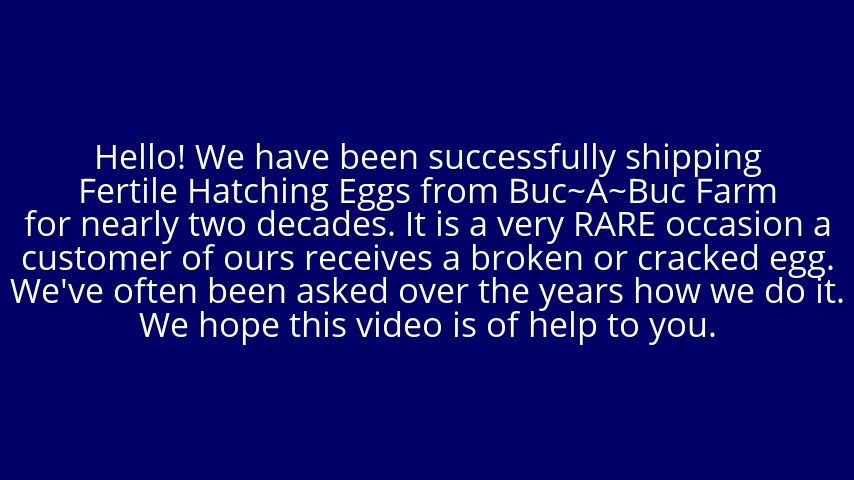 Hello! We have been successfully shipping
Fertile Hatching Eggs from Buc~A~Buc Farm
for nearly two decades. It is a very RARE occasion a
customer of ours receives a broken or cracked egg.
We've often been asked over the years how we do it.
We hope this video is of help to you.